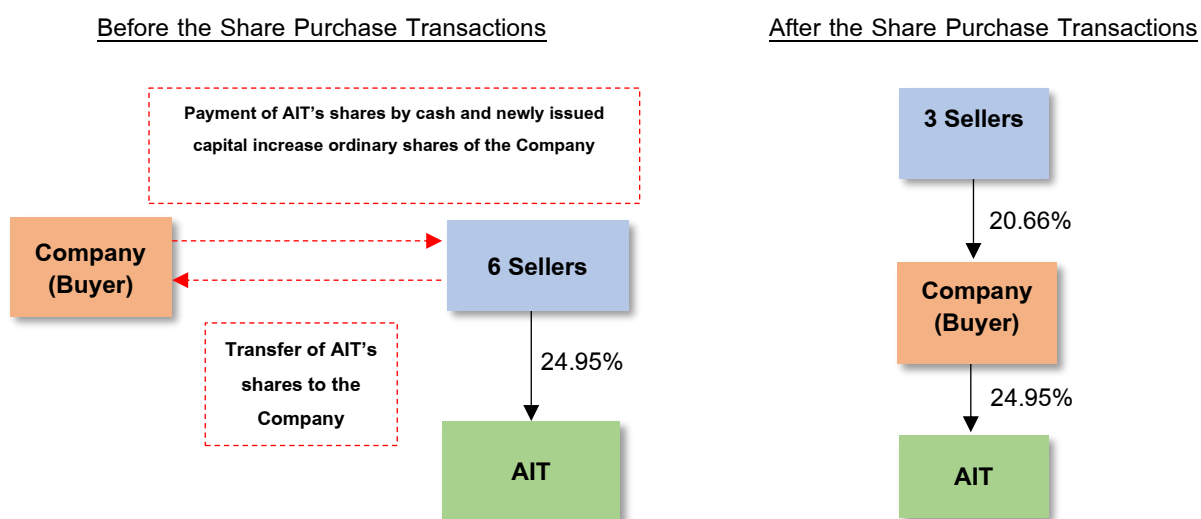 Before the Share Purchase Transactions
After the Share Purchase Transactions
Payment of AIT’s shares by cash and newly issued
capital increase ordinary shares of the Company
Company
(Buyer)
6 Sellers
Transfer of AIT’s
shares to the
Company
24.95%
AIT
3 Sellers
20.66%
Company
(Buyer)
24.95%
AIT